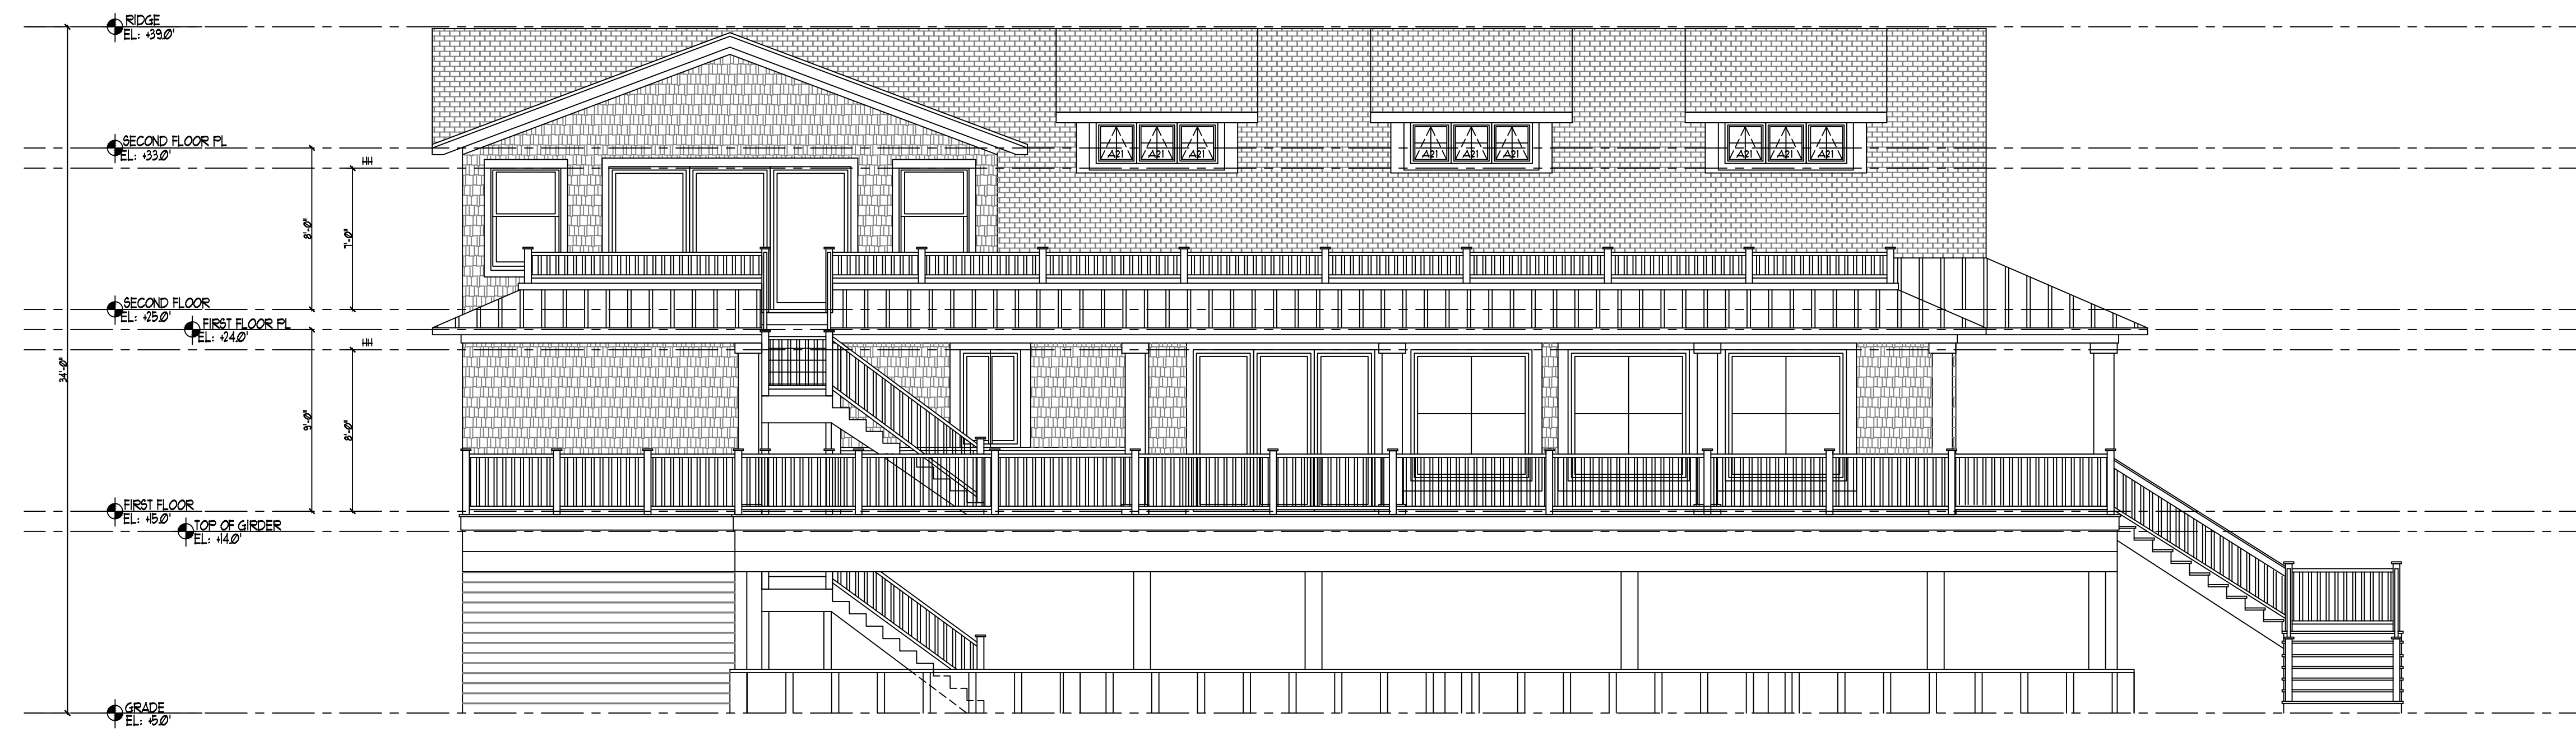 RIDGE
EL: +39.0'
SECOND FLOOR PL
EL: +33.0'
HH
A21 A21 A21
A21 A21 A21
A21 A21 A21
8'-0"
7'-0"
SECOND FLOOR
EL: +25.0'
FIRST FLOOR PL
EL: +24.0'
HH
34'-0"
9'-0"
8'-0"
FIRST FLOOR
EL: +15.0'
TOP OF GIRDER
EL: +14.0'
GRADE
EL: +5.0'